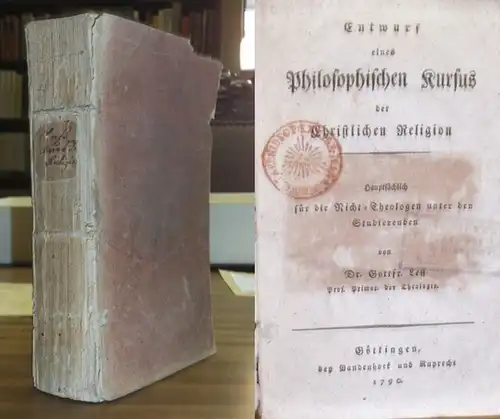 Entwurf
eines
Philosophischen Kursus
der
Christlichen Religion
Hauptsächlich
für die Nicht-Theologen unter den
Studierenden
von
Dr. Gottfr. Leß
Prof. Primar. der Theologie.
Göttingen,
bey Vandenhoek und Ruprecht
1790.